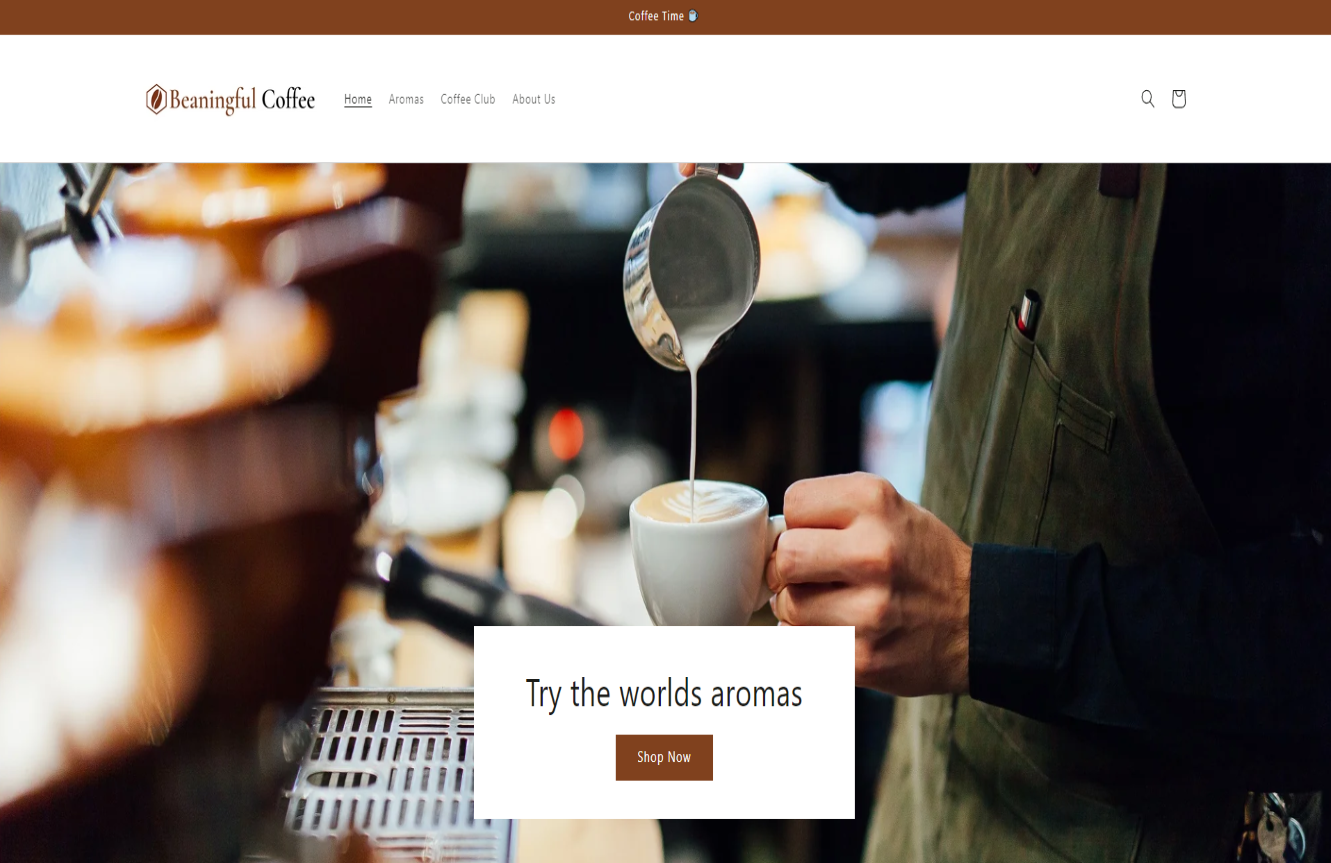 Coffee Time
Beaningful Coffee
Home
Aromas
Coffee Club
About Us
Try the worlds aromas
Shop Now